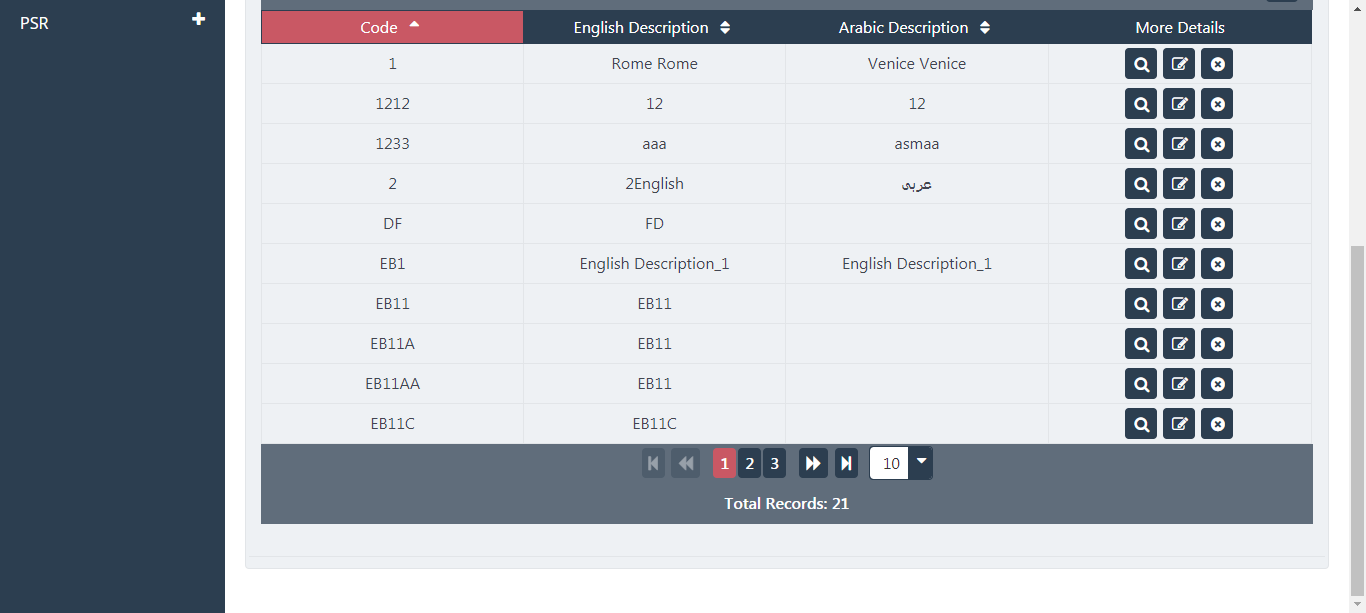 PSR
Code English Description Arabic Description More Details
1 Rome Rome Venice Venice
1212 12 12
1233 aaa asmaa
2 2English عربى
DF FD
EB1 English Description_1 English Description_1
EB11 EB11
EB11A EB11
EB11AA EB11
EB11C EB11C
1 2 3 10
Total Records: 21